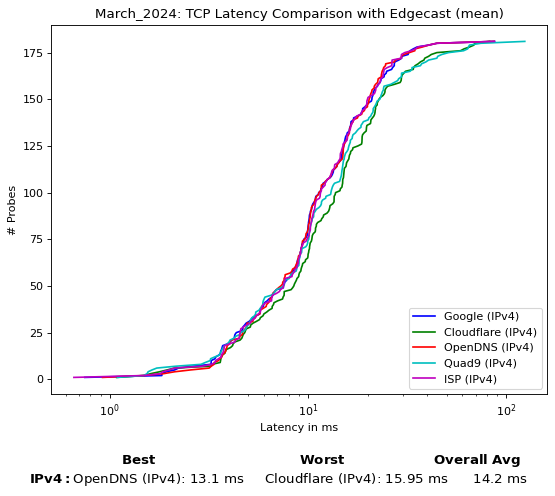 March_2024: TCP Latency Comparison with Edgecast (mean)
# Probes
175
150
125
100
75
50
25
0
Google (IPv4)
Cloudflare (IPv4)
OpenDNS (IPv4)
Quad9 (IPv4)
ISP (IPv4)
10⁰ 10¹ 10²
Latency in ms
Best Worst Overall Avg
IPv4: OpenDNS (IPv4): 13.1 ms Cloudflare (IPv4): 15.95 ms 14.2 ms